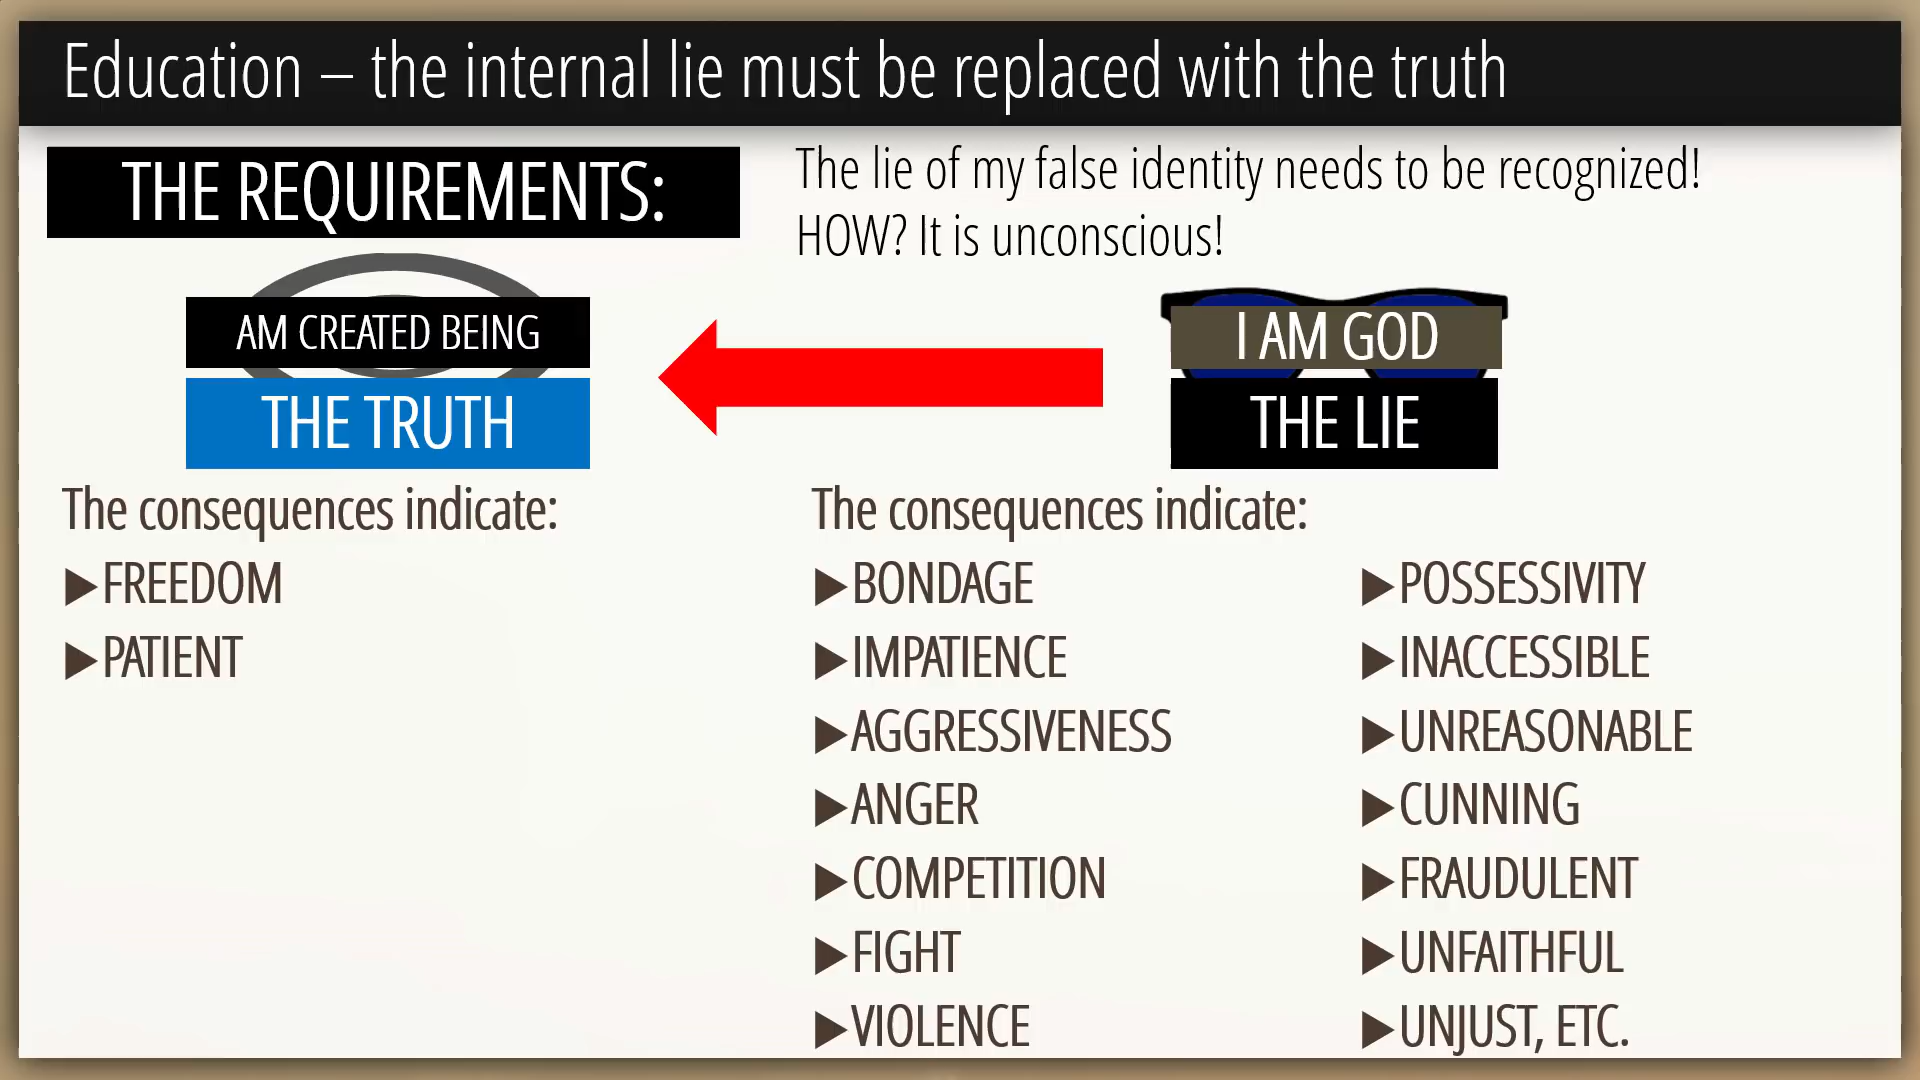 Education – the internal lie must be replaced with the truth
THE REQUIREMENTS:
The lie of my false identity needs to be recognized!
HOW? It is unconscious!
AM CREATED BEING
THE TRUTH
I AM GOD
THE LIE
The consequences indicate:
FREEDOM
PATIENT
The consequences indicate:
BONDAGE
IMPATIENCE
AGGRESSIVENESS
ANGER
COMPETITION
FIGHT
VIOLENCE
POSSESSIVITY
INACCESSIBLE
UNREASONABLE
CUNNING
FRAUDULENT
UNFAITHFUL
UNJUST, ETC.